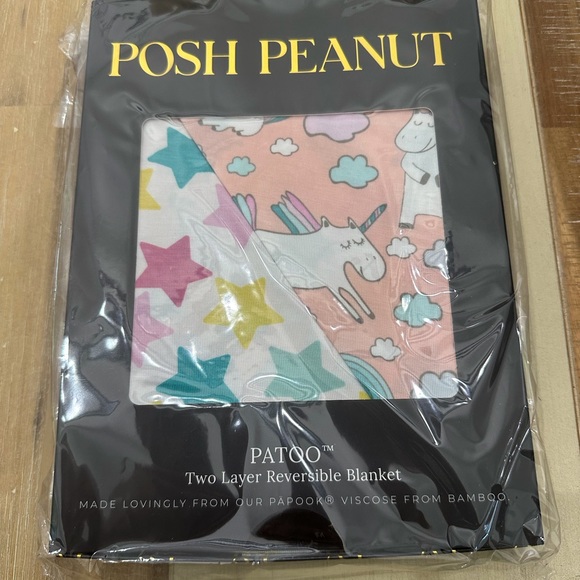 POSH PEANUT
PATOO™
Two Layer Reversible Blanket
MADE LOVINGLY FROM OUR PAPOOK® VISCOSE FROM BAMBOO.